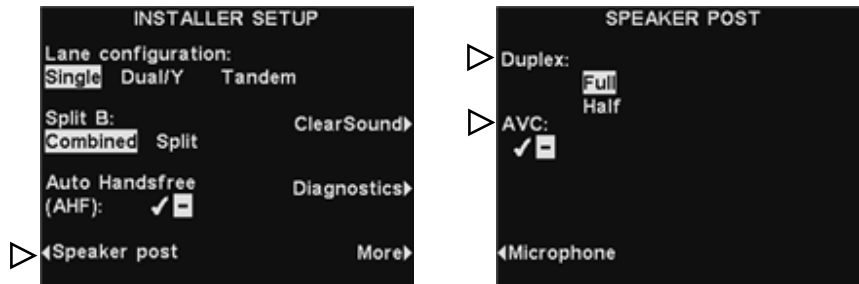 INSTALLER SETUP
Lane configuration:
Single Dual/Y Tandem
Split B:
Combined Split
ClearSound
Auto Handsfree
(AHF): ✓ -
Diagnostics
Speaker post
More
SPEAKER POST
Duplex:
Full
Half
AVC:
✓ -
Microphone